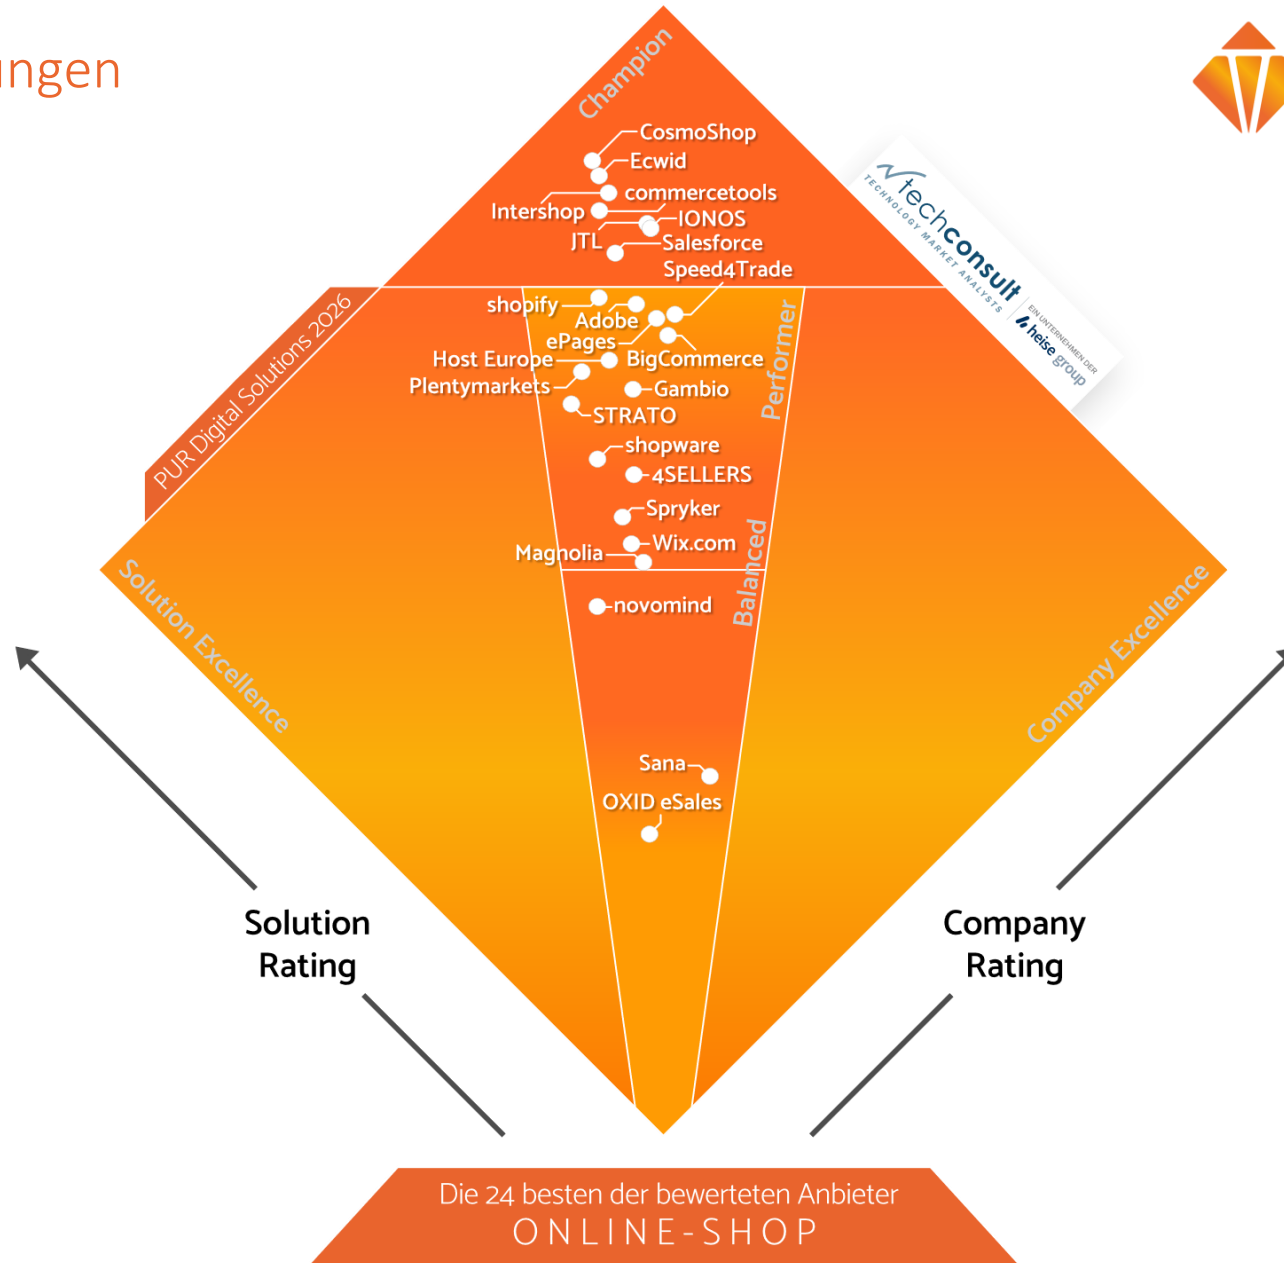 ungen
Champion
CosmoShop
Ecwid
commercetools
Intershop
IONOS
JTL
Salesforce
Speed4Trade
techconsult
TECHNOLOGY MARKET ANALYSTS
EIN UNTERNEHMEN DER
heise group
PUR Digital Solutions 2026
shopify
Adobe
ePages
Host Europe
BigCommerce
Plentymarkets
Gambio
STRATO
Performer
shopware
4SELLERS
Spryker
Wix.com
Magnolia
Balanced
novomind
Solution Excellence
Company Excellence
Sana
OXID eSales
Solution
Rating
Company
Rating
Die 24 besten der bewerteten Anbieter
ONLINE-SHOP